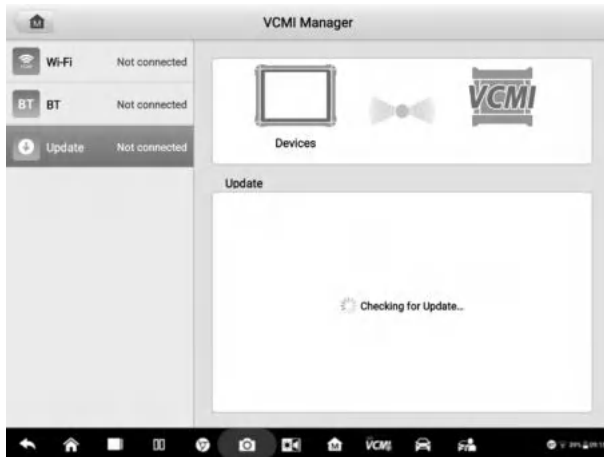 VCMI Manager
Wi-Fi Not connected
BT BT Not connected
Update Not connected
VCMI
Devices
Update
Checking for Update...
M
M
VCMI